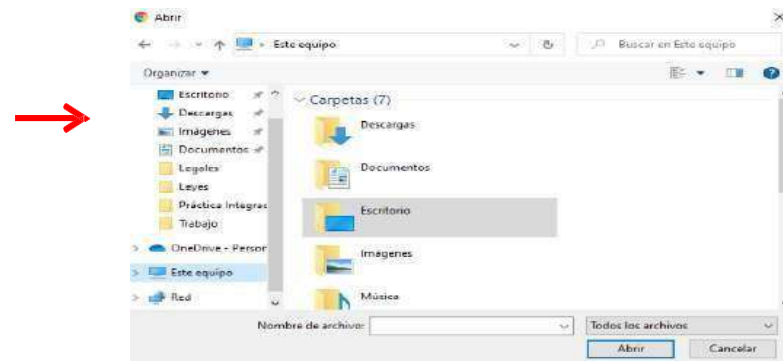 Abrir
Este equipo
Buscar en Este equipo
Organizar
Escritorio
Descargas
Imágenes
Documentos
Legales
Leyes
Práctica Integrac
Trabajo
OneDrive - Person
Este equipo
Red
Carpetas (7)
Descargas
Documentos
Escritorio
Imágenes
Música
Nombre de archivo:
Todos los archivos
Abrir
Cancelar